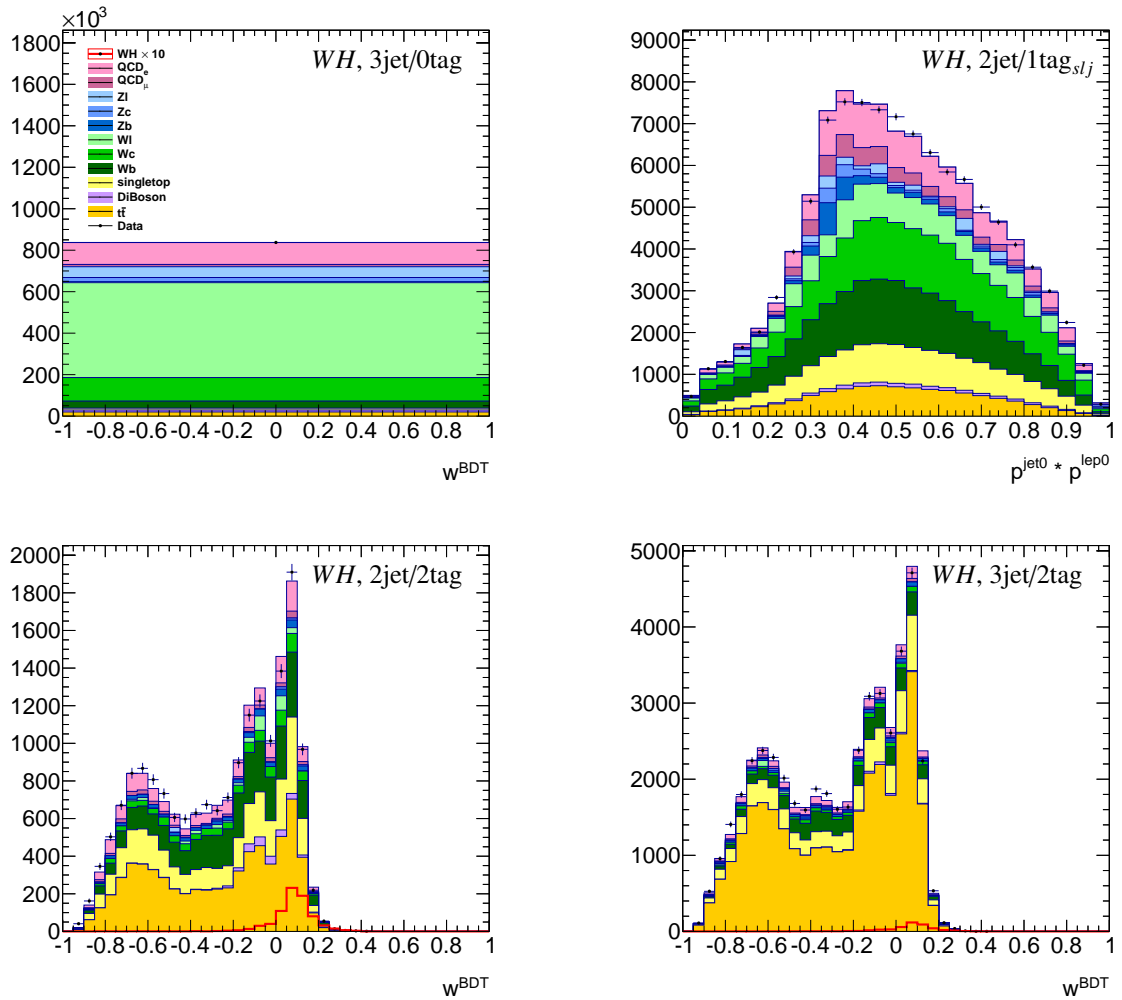 ×10³
1800
1600
1400
1200
1000
800
600
400
200
0
WH, 3jet/0tag
WH × 10
QCDₑ
QCD_μ
Zl
Zc
Zb
Wl
Wc
Wb
singletop
DiBoson
tt̄
Data
-1 -0.8 -0.6 -0.4 -0.2 0 0.2 0.4 0.6 0.8 1
w^BDT
9000
8000
7000
6000
5000
4000
3000
2000
1000
0
WH, 2jet/1tag_slj
0 0.1 0.2 0.3 0.4 0.5 0.6 0.7 0.8 0.9 1
p^jet0 * p^lep0
2000
1800
1600
1400
1200
1000
800
600
400
200
0
WH, 2jet/2tag
-1 -0.8 -0.6 -0.4 -0.2 0 0.2 0.4 0.6 0.8 1
w^BDT
5000
4000
3000
2000
1000
0
WH, 3jet/2tag
-1 -0.8 -0.6 -0.4 -0.2 0 0.2 0.4 0.6 0.8 1
w^BDT